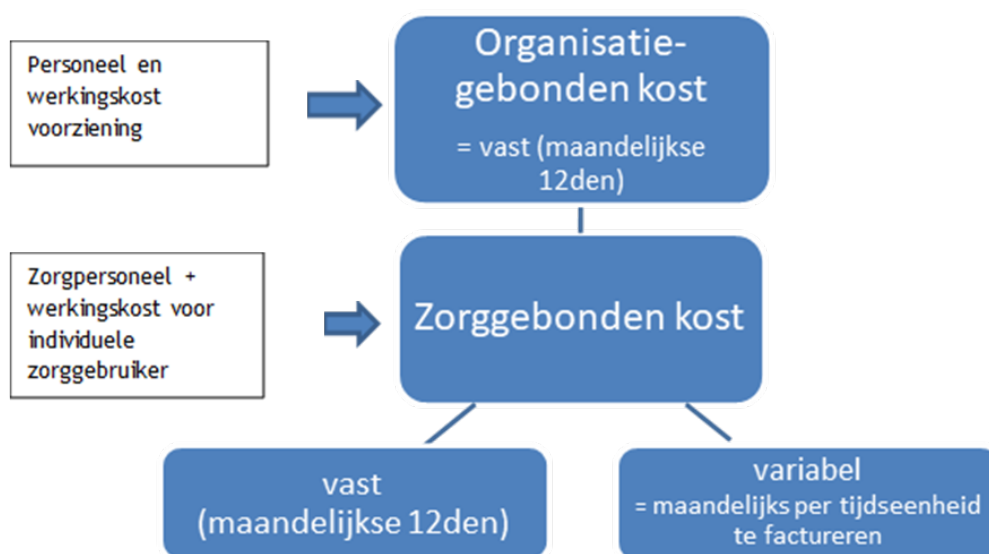 Personeel en
werkingskost
voorziening
Organisatie-
gebonden kost
= vast (maandelijkse
12den)
Zorgpersoneel +
werkingskost voor
individuele
zorggebruiker
Zorggebonden kost
vast
(maandelijkse 12den)
variabel
= maandelijks per tijdseenheid
te factureren